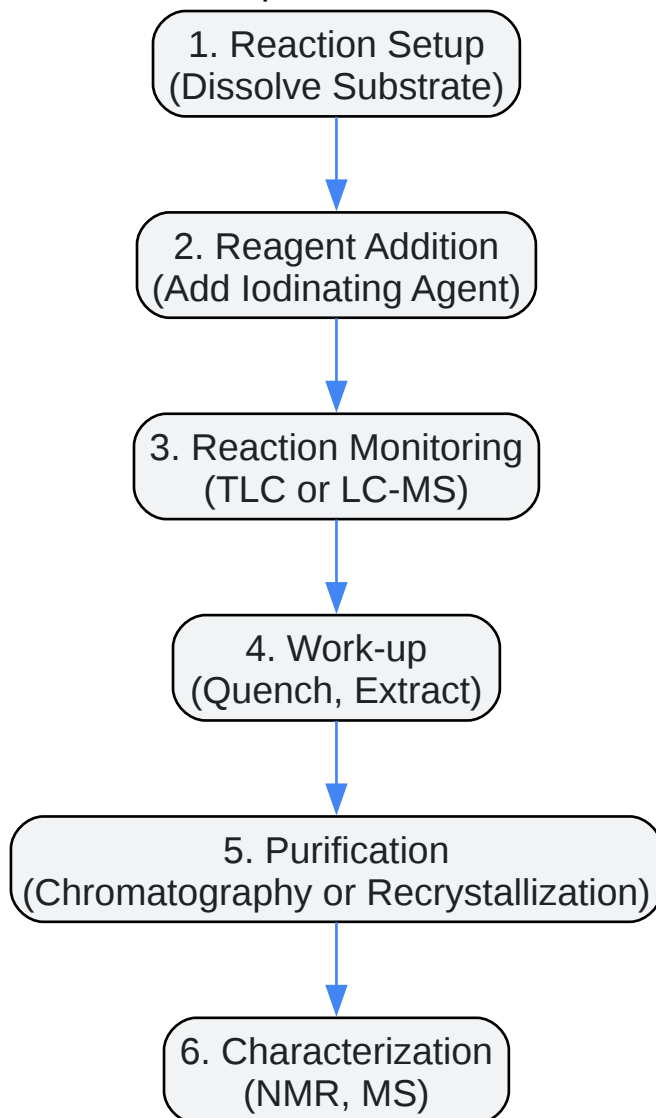 1. Reaction Setup
(Dissolve Substrate)
2. Reagent Addition
(Add Iodinating Agent)
3. Reaction Monitoring
(TLC or LC-MS)
4. Work-up
(Quench, Extract)
5. Purification
(Chromatography or Recrystallization)
6. Characterization
(NMR, MS)